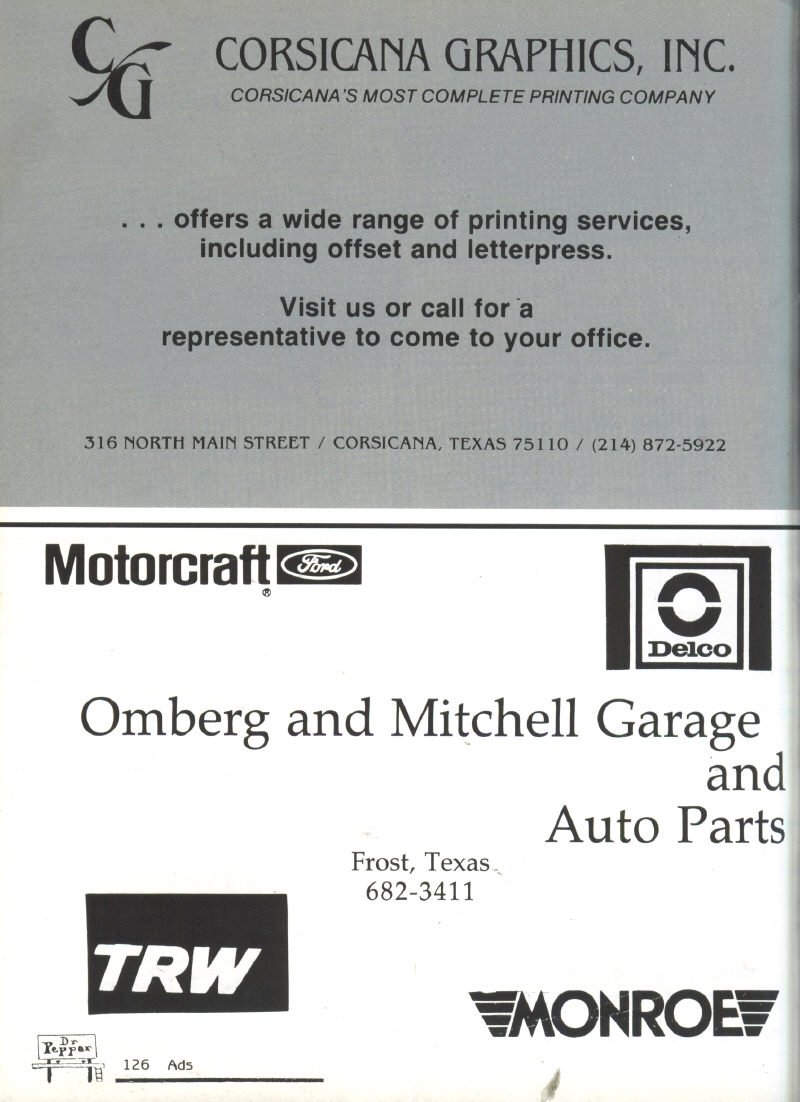 CG
CORSICANA GRAPHICS, INC.
CORSICANA'S MOST COMPLETE PRINTING COMPANY
. . . offers a wide range of printing services,
including offset and letterpress.
Visit us or call for a
representative to come to your office.
316 NORTH MAIN STREET / CORSICANA, TEXAS 75110 / (214) 872-5922
Motorcraft Ford
®
Delco
Omberg and Mitchell Garage
and
Auto Parts
Frost, Texas
682-3411
TRW
MONROE
Dr
Pepper
126 Ads